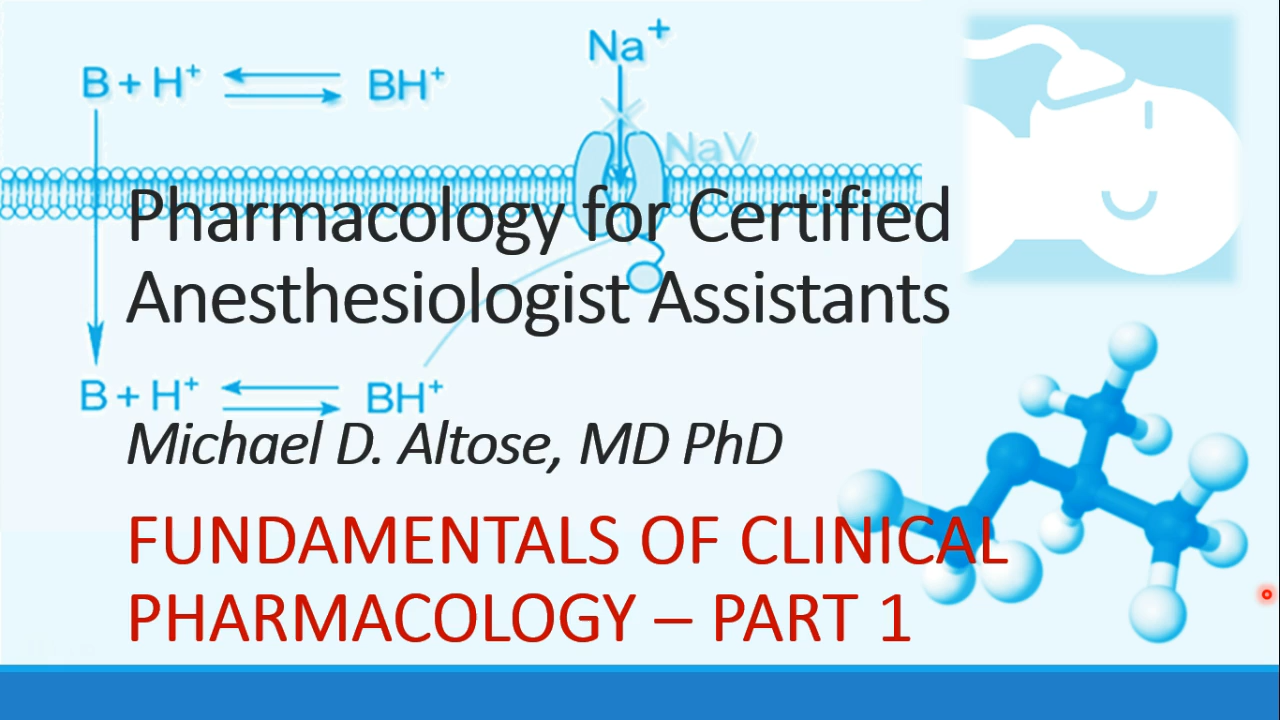 Na⁺
B + H⁺ BH⁺
NaV
Pharmacology for Certified
Anesthesiologist Assistants
B + H⁺ BH⁺
Michael D. Altose, MD PhD
FUNDAMENTALS OF CLINICAL
PHARMACOLOGY – PART 1